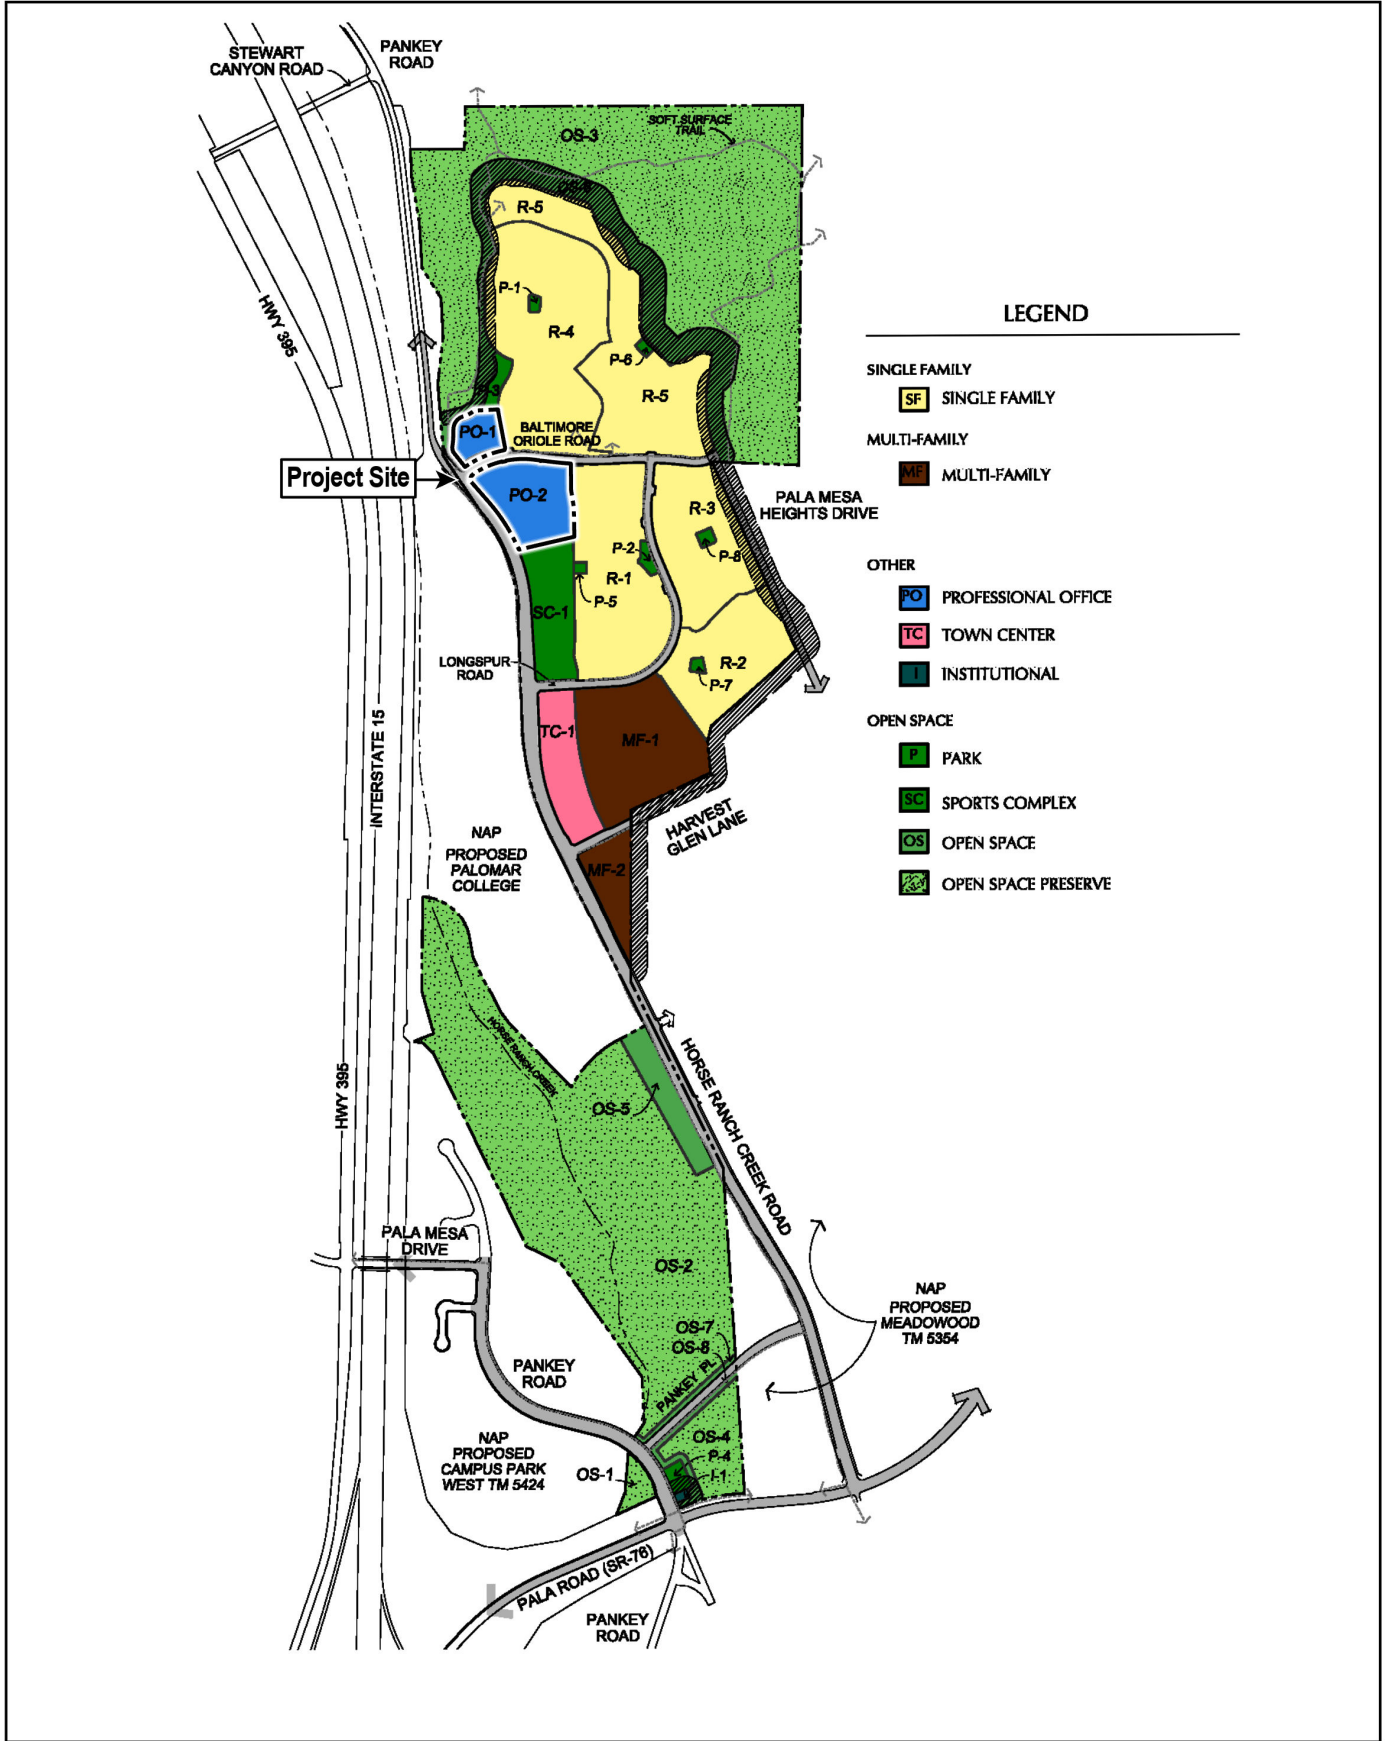 STEWART
CANYON ROAD
PANKEY
ROAD
OS-3
SOFT SURFACE
TRAIL
R-5
HWY 395
P-1
R-4
P-6
R-5
PO-1
BALTIMORE
ORIOLE ROAD
Project Site
PO-2
PALA MESA
HEIGHTS DRIVE
R-3
P-2
P-8
R-1
P-5
SC-1
LONGSPUR
ROAD
R-2
P-7
TC-1
MF-1
INTERSTATE 15
HARVEST
GLEN LANE
NAP
PROPOSED
PALOMAR
COLLEGE
MF-2
HORSE RANCH CREEK
HORSE RANCH CREEK ROAD
OS-5
HWY 395
PALA MESA
DRIVE
OS-2
NAP
PROPOSED
MEADOWOOD
TM 5354
OS-7
OS-8
PANKEY PL
PANKEY
ROAD
OS-4
P-4
I-1
NAP
PROPOSED
CAMPUS PARK
WEST TM 5424
OS-1
PALA ROAD (SR-76)
PANKEY
ROAD
LEGEND
SINGLE FAMILY
SF SINGLE FAMILY
MULTI-FAMILY
MF MULTI-FAMILY
OTHER
PO PROFESSIONAL OFFICE
TC TOWN CENTER
I INSTITUTIONAL
OPEN SPACE
P PARK
SC SPORTS COMPLEX
OS OPEN SPACE
OPEN SPACE PRESERVE